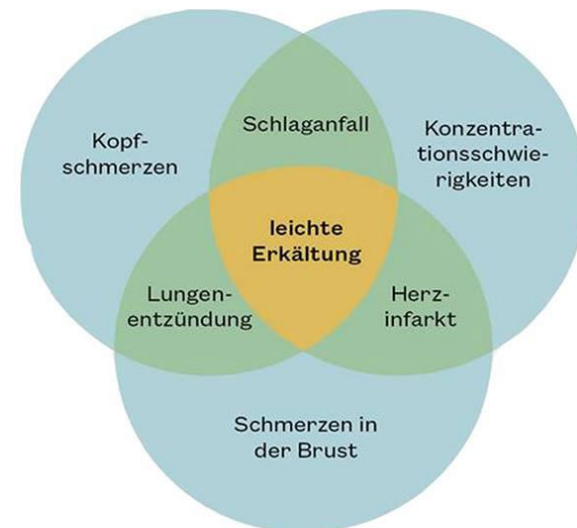 Schlaganfall
Kopf-
schmerzen
Konzentra-
tionsschwie-
rigkeiten
leichte
Erkältung
Lungen-
entzündung
Herz-
infarkt
Schmerzen in
der Brust